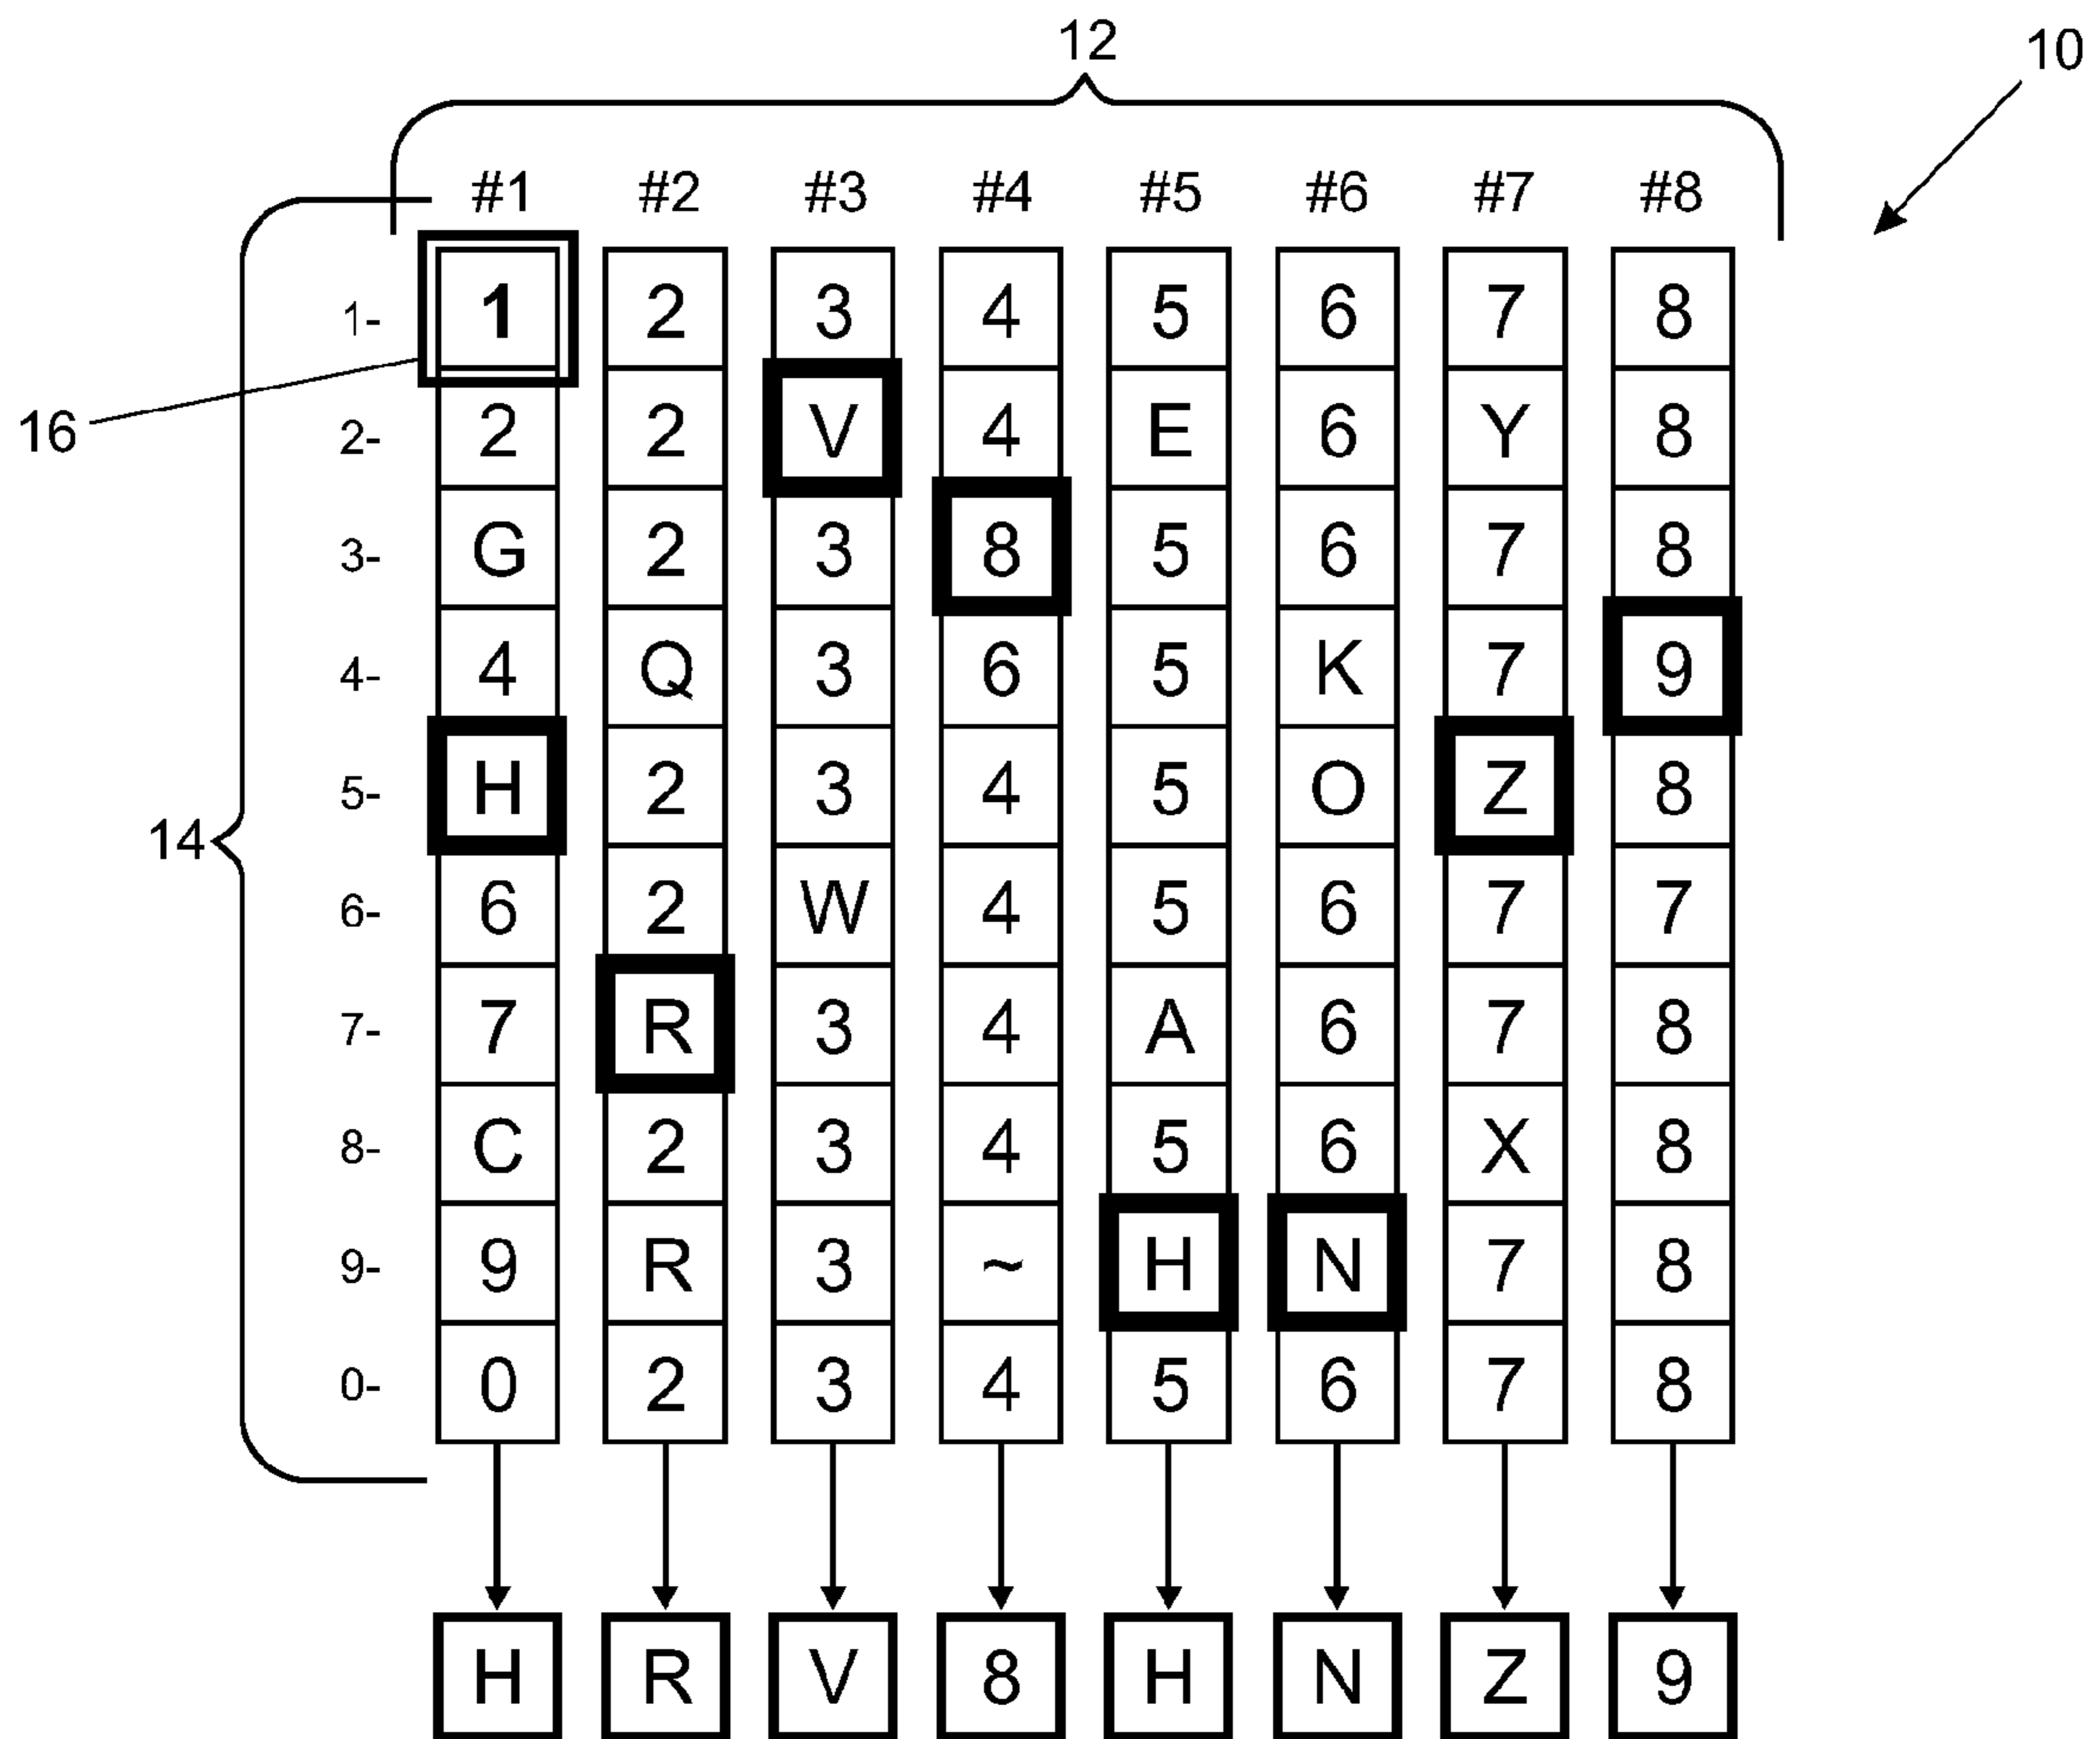 12
10
#1 #2 #3 #4 #5 #6 #7 #8
1- 1 2 3 4 5 6 7 8
16
2- 2 2 V 4 E 6 Y 8
3- G 2 3 8 5 6 7 8
4- 4 Q 3 6 5 K 7 9
14
5- H 2 3 4 5 O Z 8
6- 6 2 W 4 5 6 7 7
7- 7 R 3 4 A 6 7 8
8- C 2 3 4 5 6 X 8
9- 9 R 3 ~ H N 7 8
0- 0 2 3 4 5 6 7 8
H R V 8 H N Z 9